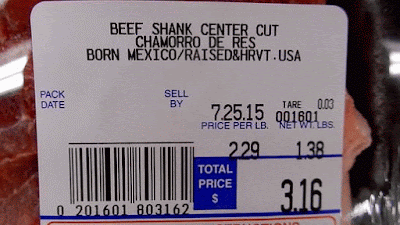 BEEF SHANK CENTER CUT
CHAMORRO DE RES
BORN MEXICO/RAISED&HRVT.USA
PACK DATE
SELL BY
7.25.15
TARE 0.03
001601
PRICE PER LB.
NET WT. LBS.
2.29
1.38
TOTAL PRICE $
3.16
0 201601 803162